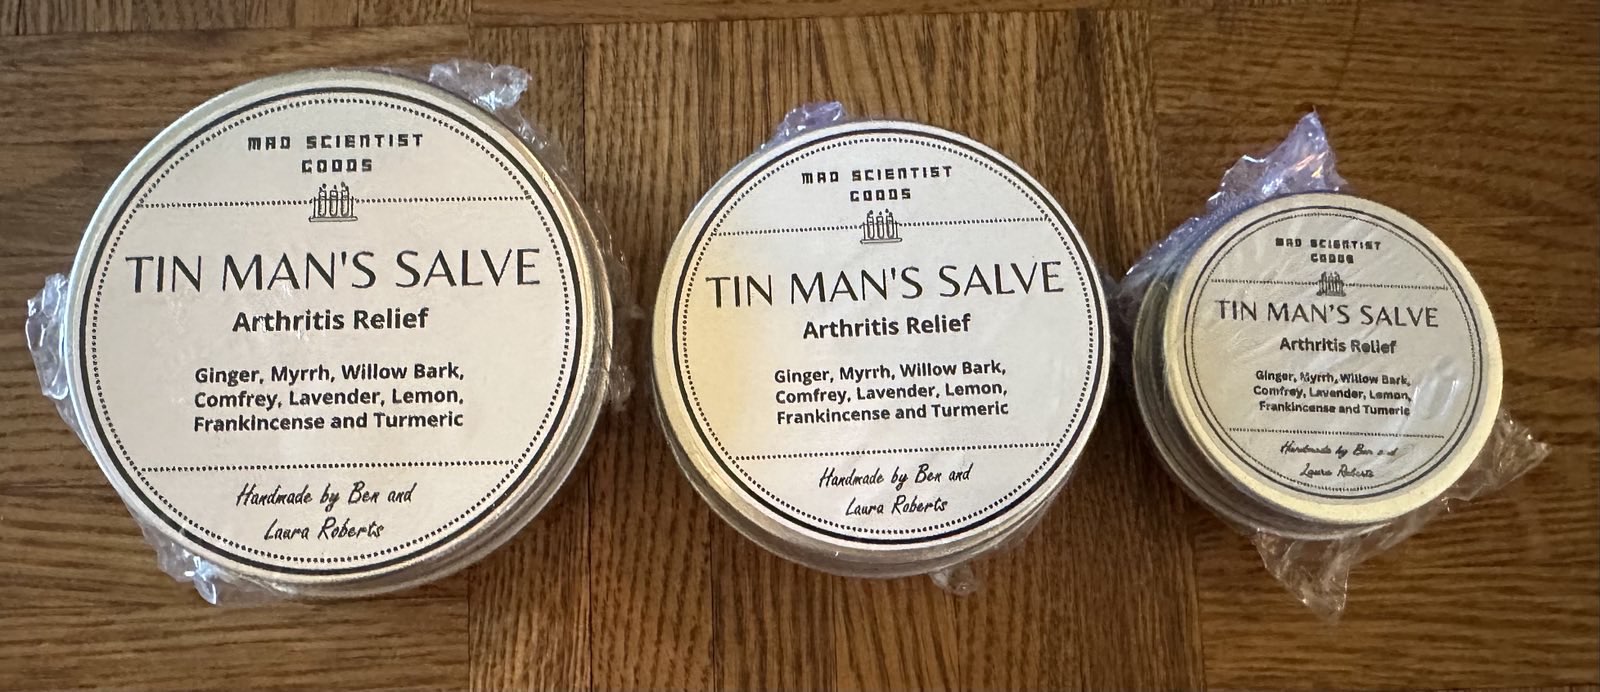 MAD SCIENTIST
GOODS
TIN MAN'S SALVE
Arthritis Relief
Ginger, Myrrh, Willow Bark,
Comfrey, Lavender, Lemon,
Frankincense and Turmeric
Handmade by Ben and
Laura Roberts
MAD SCIENTIST
GOODS
TIN MAN'S SALVE
Arthritis Relief
Ginger, Myrrh, Willow Bark,
Comfrey, Lavender, Lemon,
Frankincense and Turmeric
Handmade by Ben and
Laura Roberts
MAD SCIENTIST
GOODS
TIN MAN'S SALVE
Arthritis Relief
Ginger, Myrrh, Willow Bark,
Comfrey, Lavender, Lemon,
Frankincense and Tumeric
Handmade by Ben and
Laura Roberts